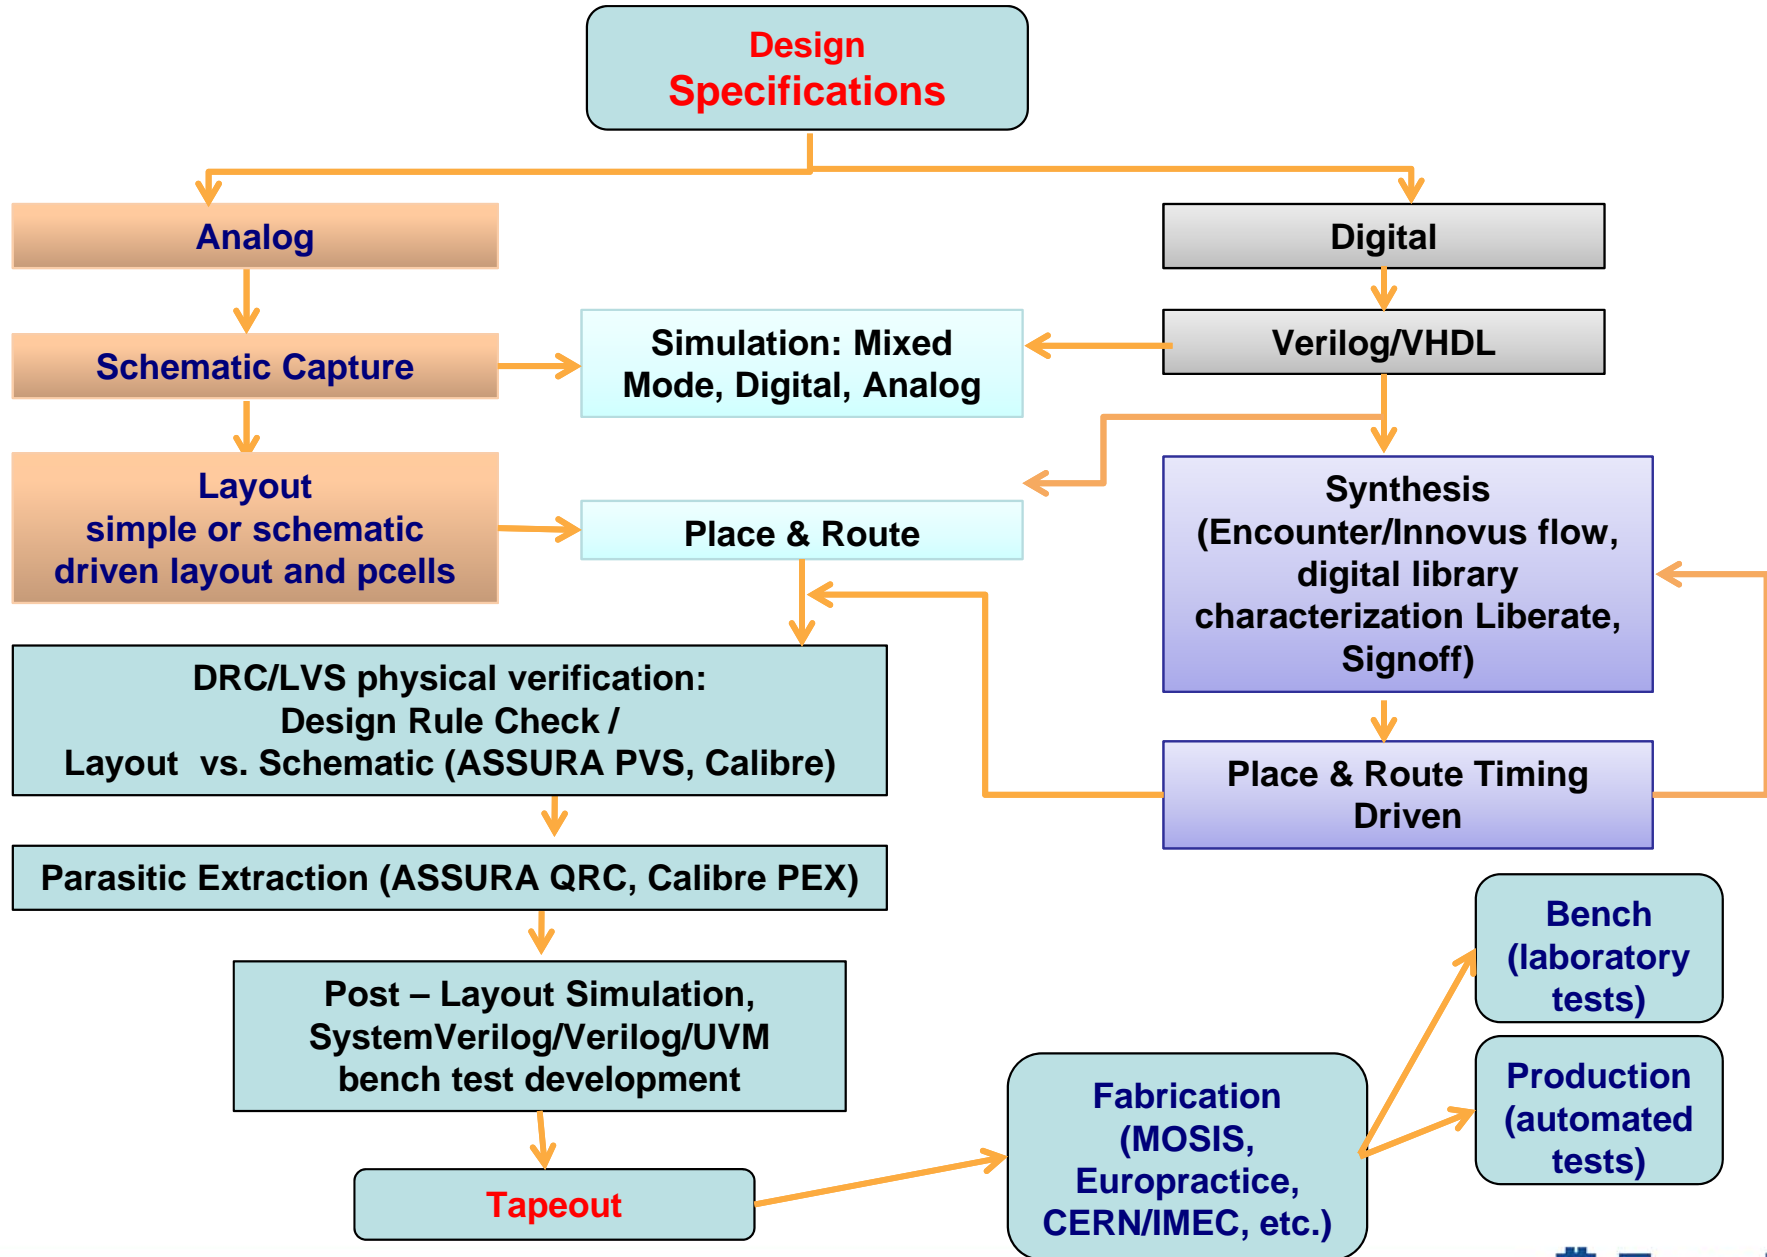 Design
Specifications
Analog
Digital
Schematic Capture
Simulation: Mixed
Mode, Digital, Analog
Verilog/VHDL
Layout
simple or schematic
driven layout and pcells
Place & Route
Synthesis
(Encounter/Innovus flow,
digital library
characterization Liberate,
Signoff)
DRC/LVS physical verification:
Design Rule Check /
Layout vs. Schematic (ASSURA PVS, Calibre)
Place & Route Timing
Driven
Parasitic Extraction (ASSURA QRC, Calibre PEX)
Post – Layout Simulation,
SystemVerilog/Verilog/UVM
bench test development
Tapeout
Fabrication
(MOSIS,
Europractice,
CERN/IMEC, etc.)
Bench
(laboratory
tests)
Production
(automated
tests)